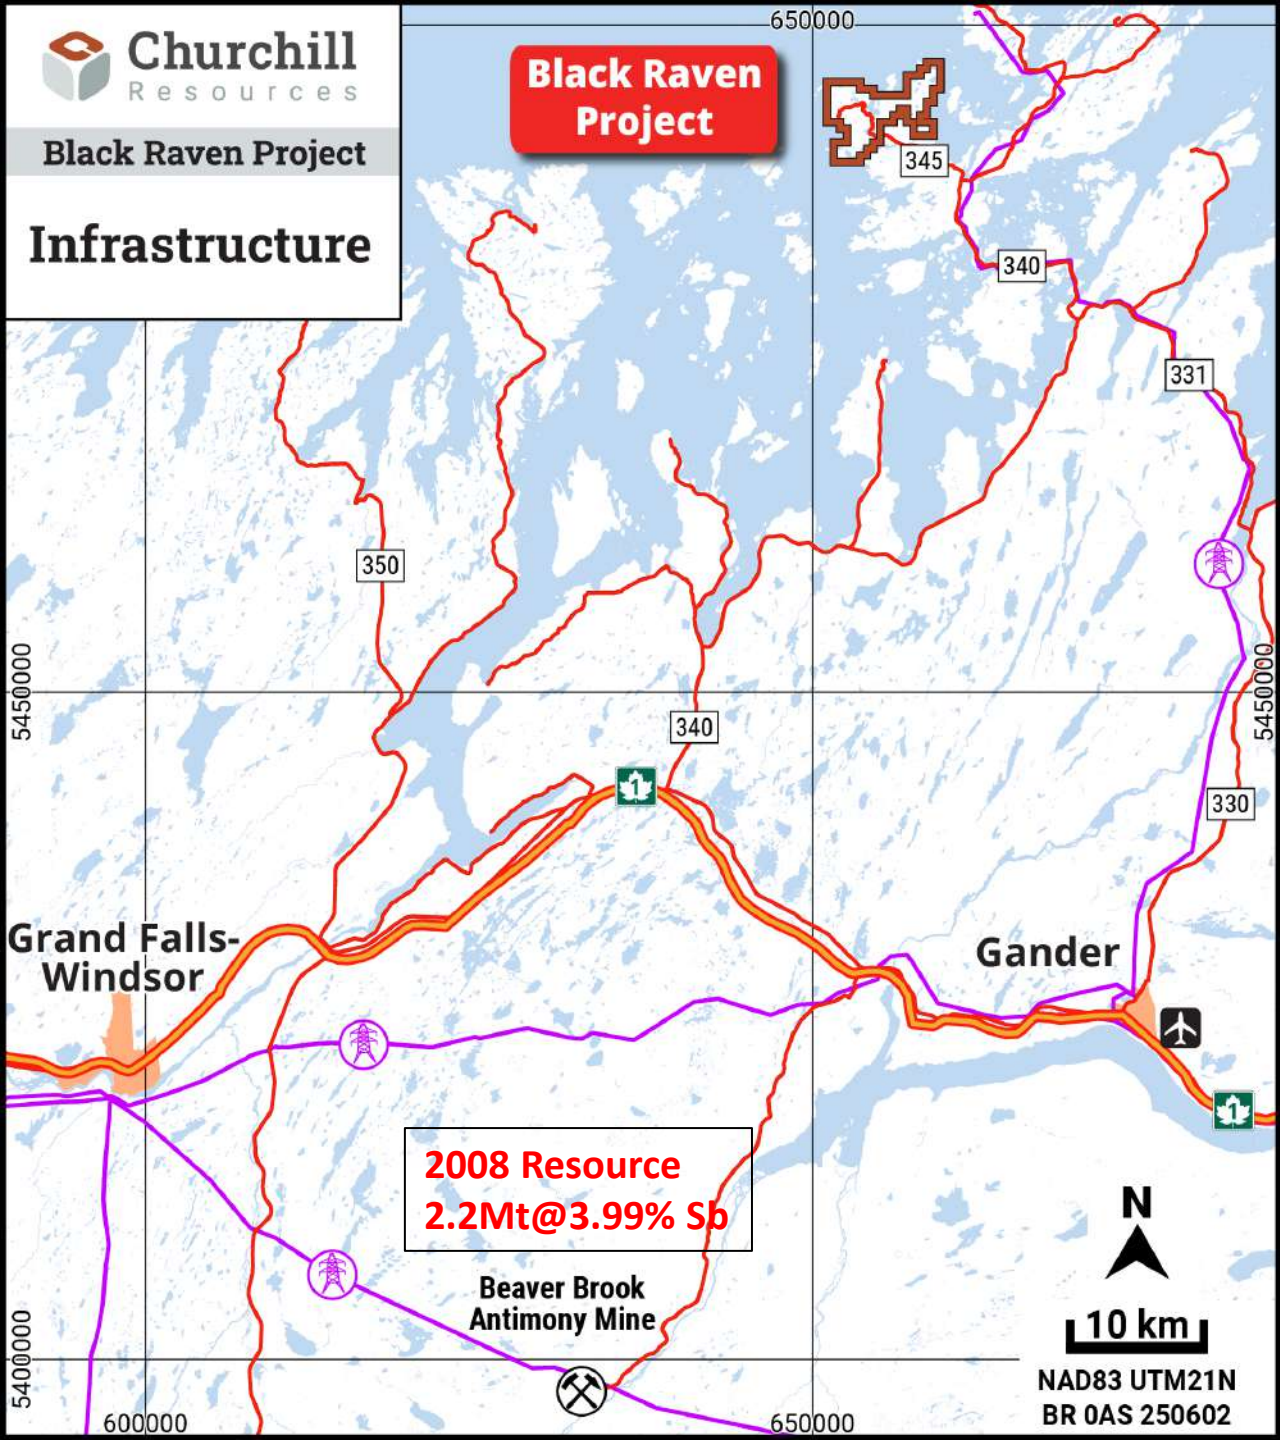 Churchill
Resources
Black Raven Project
Infrastructure
650000
Black Raven
Project
345
340
331
350
5450000
5450000
340
1
330
Grand Falls-
Windsor
Gander
1
2008 Resource
2.2Mt@3.99% Sb
Beaver Brook
Antimony Mine
N
10 km
NAD83 UTM21N
BR 0AS 250602
5400000
600000
650000